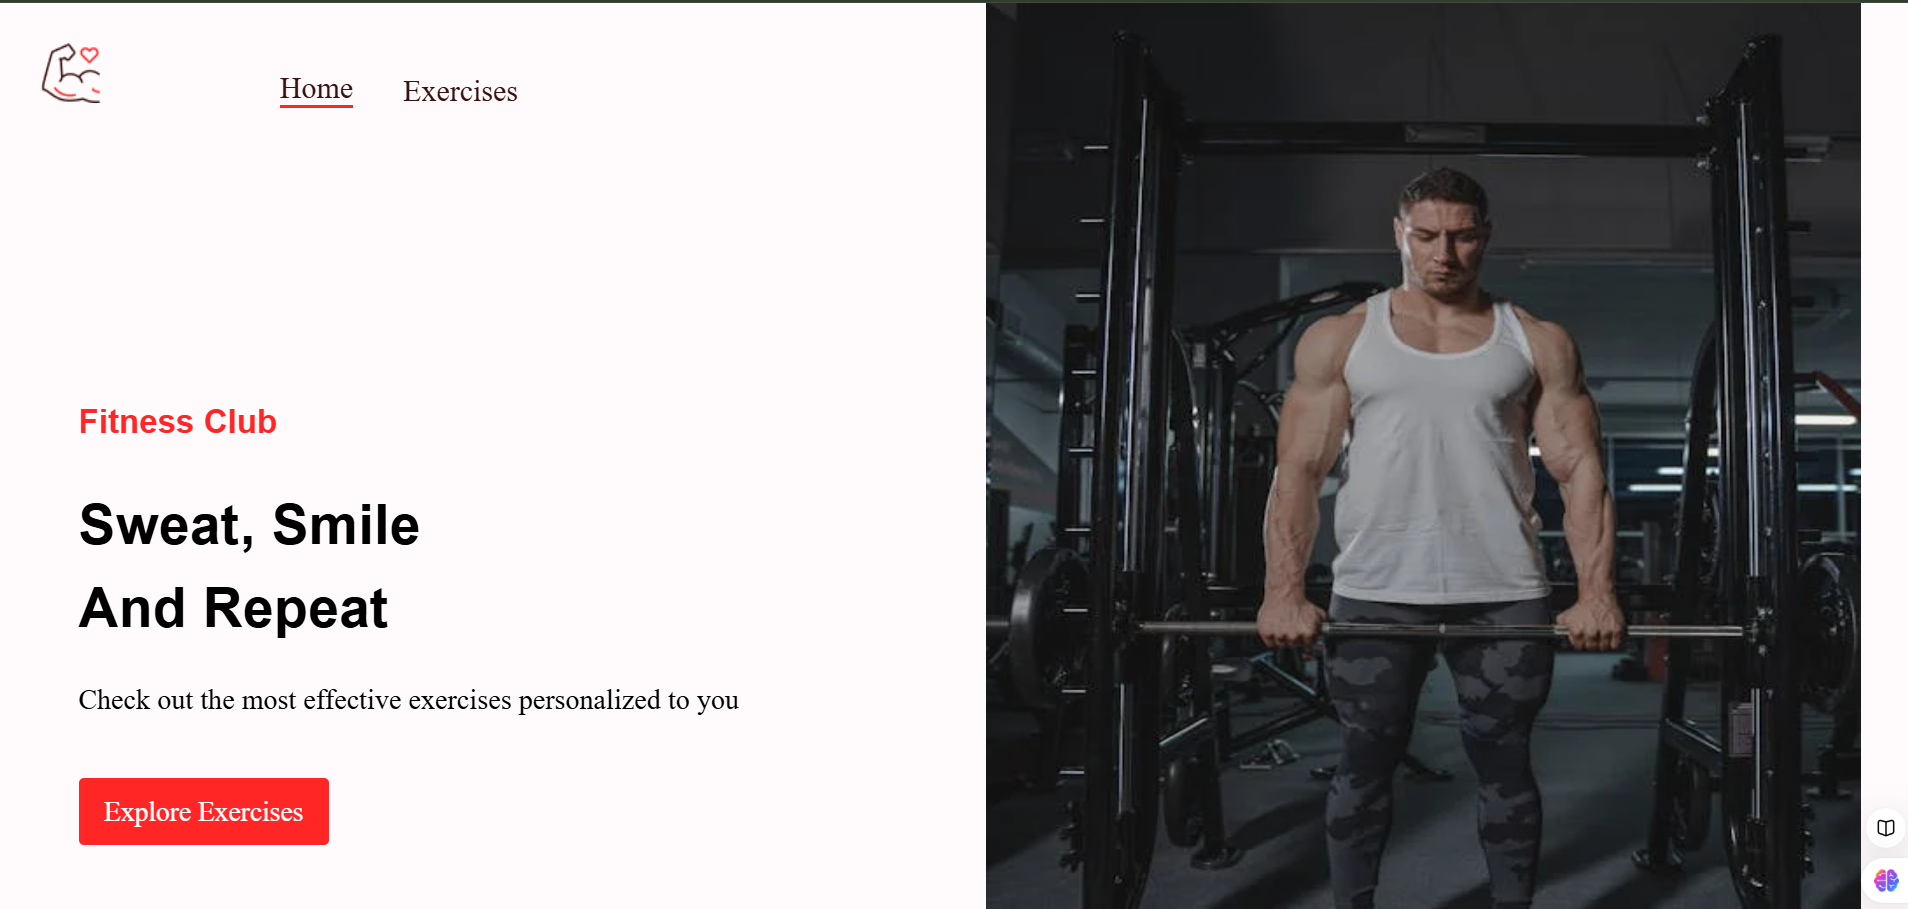 Home
Exercises
Fitness Club
Sweat, Smile
And Repeat
Check out the most effective exercises personalized to you
Explore Exercises